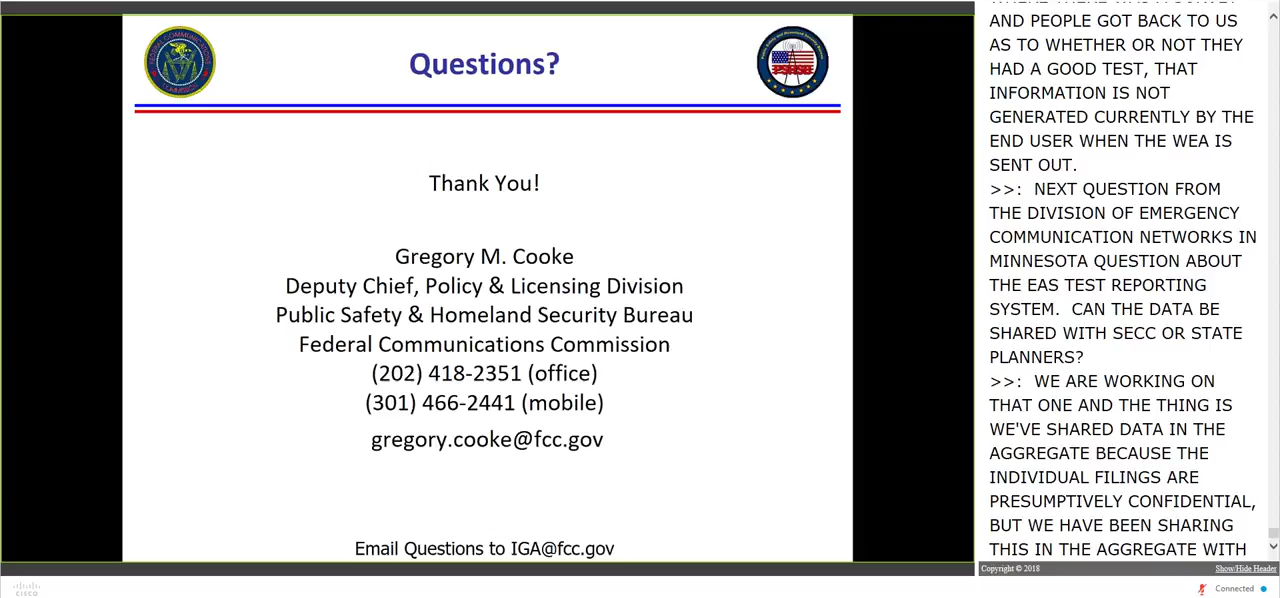 Questions?
Thank You!
Gregory M. Cooke
Deputy Chief, Policy & Licensing Division
Public Safety & Homeland Security Bureau
Federal Communications Commission
(202) 418-2351 (office)
(301) 466-2441 (mobile)
gregory.cooke@fcc.gov
Email Questions to IGA@fcc.gov
AND PEOPLE GOT BACK TO US
AS TO WHETHER OR NOT THEY
HAD A GOOD TEST, THAT
INFORMATION IS NOT
GENERATED CURRENTLY BY THE
END USER WHEN THE WEA IS
SENT OUT.
>>: NEXT QUESTION FROM
THE DIVISION OF EMERGENCY
COMMUNICATION NETWORKS IN
MINNESOTA QUESTION ABOUT
THE EAS TEST REPORTING
SYSTEM. CAN THE DATA BE
SHARED WITH SECC OR STATE
PLANNERS?
>>: WE ARE WORKING ON
THAT ONE AND THE THING IS
WE'VE SHARED DATA IN THE
AGGREGATE BECAUSE THE
INDIVIDUAL FILINGS ARE
PRESUMPTIVELY CONFIDENTIAL,
BUT WE HAVE BEEN SHARING
THIS IN THE AGGREGATE WITH
Copyright © 2018 Show/Hide Header
CISCO
Connected